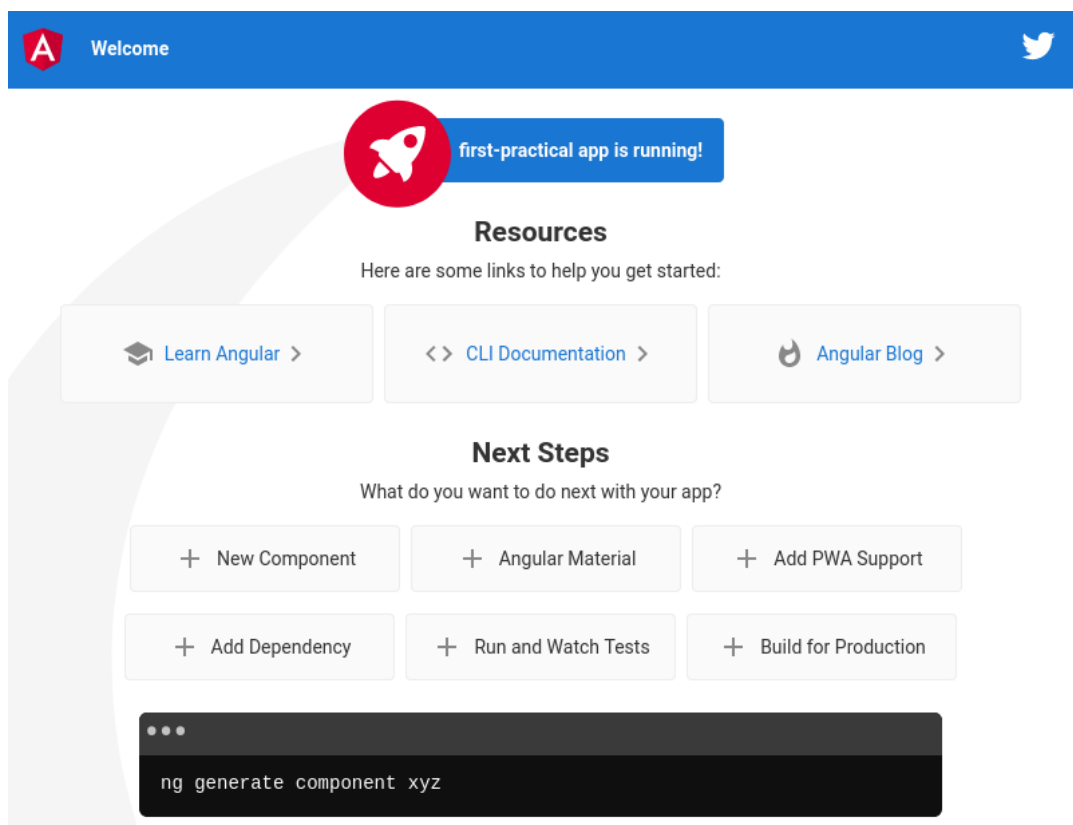 Welcome
first-practical app is running!
Resources
Here are some links to help you get started:
Learn Angular
CLI Documentation
Angular Blog
Next Steps
What do you want to do next with your app?
New Component
Angular Material
Add PWA Support
Add Dependency
Run and Watch Tests
Build for Production
ng generate component xyz